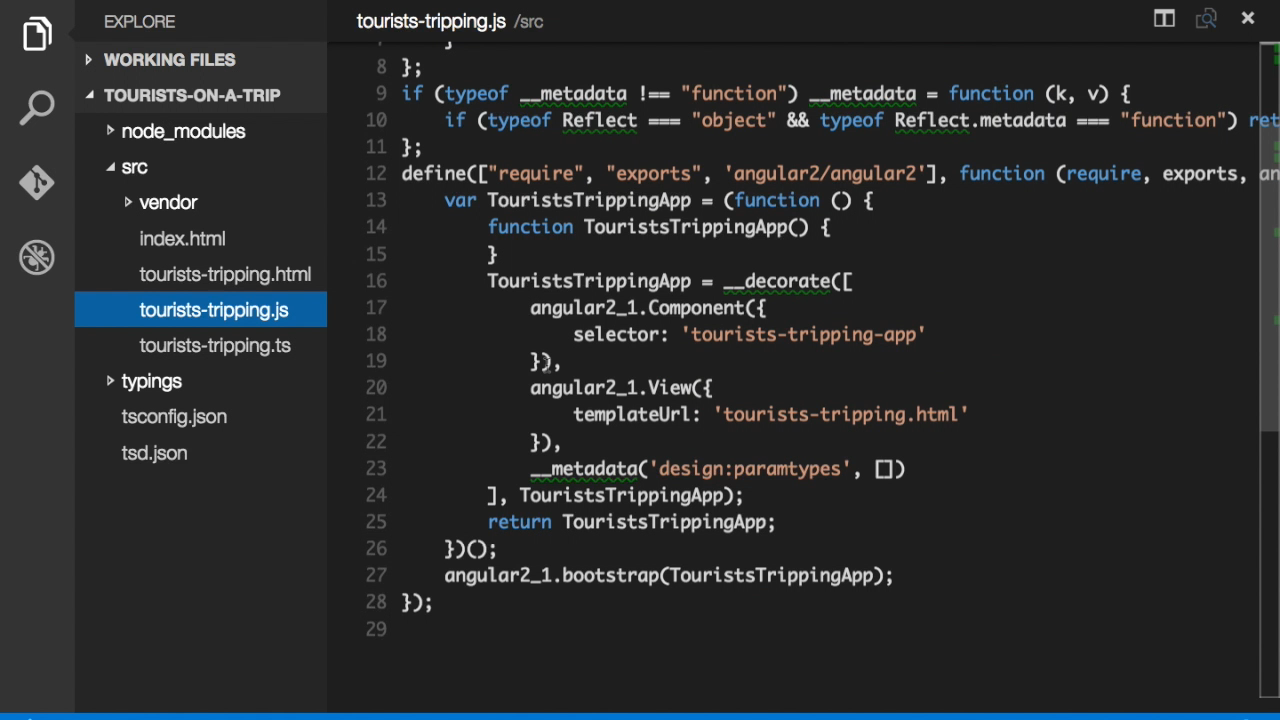 EXPLORE
WORKING FILES
TOURISTS-ON-A-TRIP
node_modules
src
vendor
index.html
tourists-tripping.html
tourists-tripping.js
tourists-tripping.ts
typings
tsconfig.json
tsd.json
tourists-tripping.js /src
8 };
9 if (typeof __metadata !== "function") __metadata = function (k, v) {
10 if (typeof Reflect === "object" && typeof Reflect.metadata === "function") ret
11 };
12 define(["require", "exports", 'angular2/angular2'], function (require, exports, an
13 var TouristsTrippingApp = (function () {
14 function TouristsTrippingApp() {
15 }
16 TouristsTrippingApp = __decorate([
17 angular2_1.Component({
18 selector: 'tourists-tripping-app'
19 }),
20 angular2_1.View({
21 templateUrl: 'tourists-tripping.html'
22 }),
23 __metadata('design:paramtypes', [])
24 ], TouristsTrippingApp);
25 return TouristsTrippingApp;
26 })();
27 angular2_1.bootstrap(TouristsTrippingApp);
28 });
29